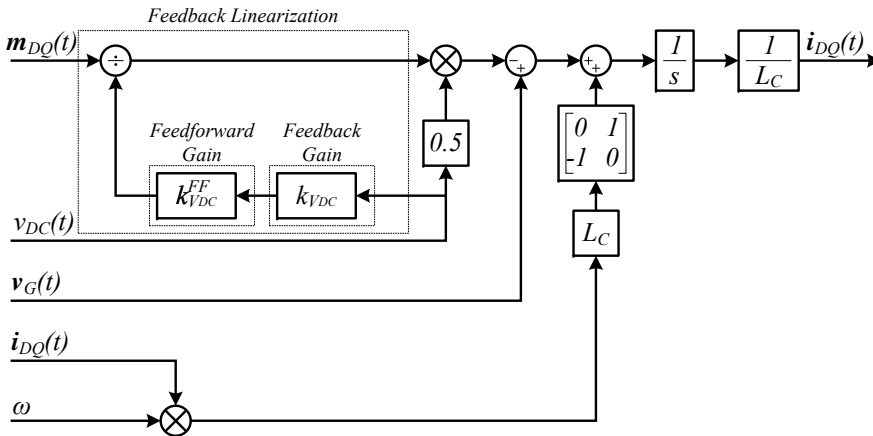 Feedback Linearization
m_DQ(t)
÷
- +
+ +
1
s
1
L_C
i_DQ(t)
Feedforward
Gain
Feedback
Gain
0.5
0 1
-1 0
k^FF_VDC
k_VDC
v_DC(t)
L_C
v_G(t)
i_DQ(t)
ω